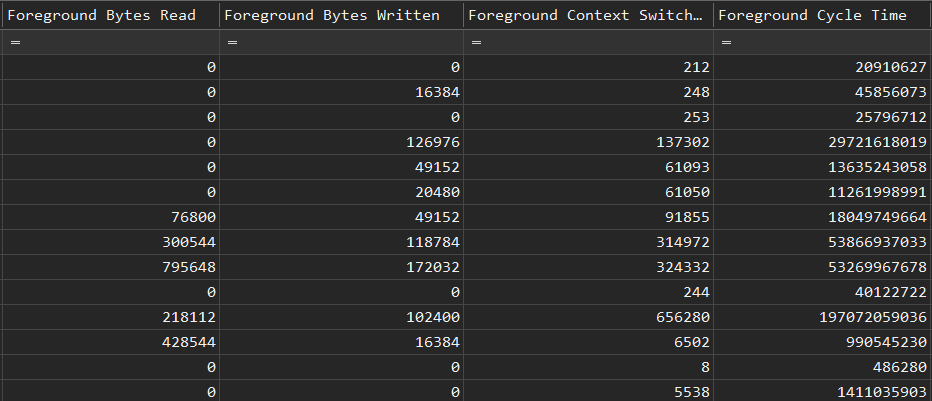 Foreground Bytes Read Foreground Bytes Written Foreground Context Switch… Foreground Cycle Time
= = = =
0 0 212 20910627
0 16384 248 45856073
0 0 253 25796712
0 126976 137302 29721618019
0 49152 61093 13635243058
0 20480 61050 11261998991
76800 49152 91855 18049749664
300544 118784 314972 53866937033
795648 172032 324332 53269967678
0 0 244 40122722
218112 102400 656280 197072059036
428544 16384 6502 990545230
0 0 8 486280
0 0 5538 1411035903